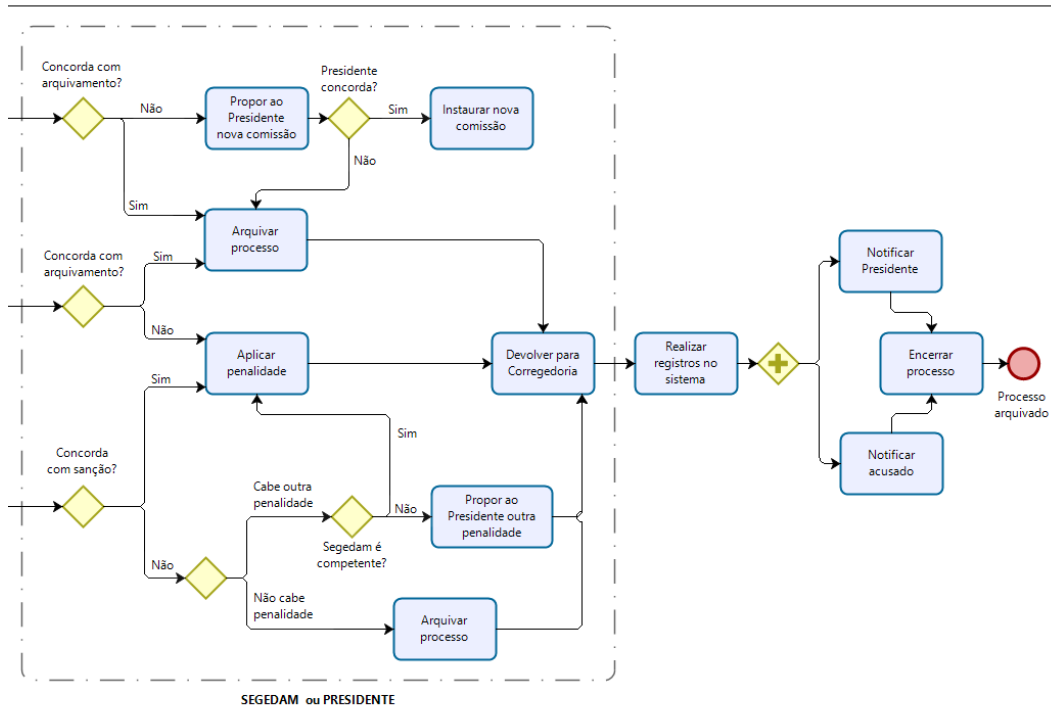 Concorda com
arquivamento?
Não
Propor ao
Presidente
nova comissão
Presidente
concorda?
Sim
Instaurar nova
comissão
Não
Sim
Arquivar
processo
Concorda com
arquivamento?
Sim
Não
Aplicar
penalidade
Devolver para
Corregedoria
Realizar
registros no
sistema
Notificar
Presidente
Encerrar
processo
Processo
arquivado
Notificar
acusado
Sim
Concorda
com sanção?
Sim
Cabe outra
penalidade
Não
Segedam é
competente?
Propor ao
Presidente outra
penalidade
Não
Não cabe
penalidade
Arquivar
processo
SEGEDAM ou PRESIDENTE